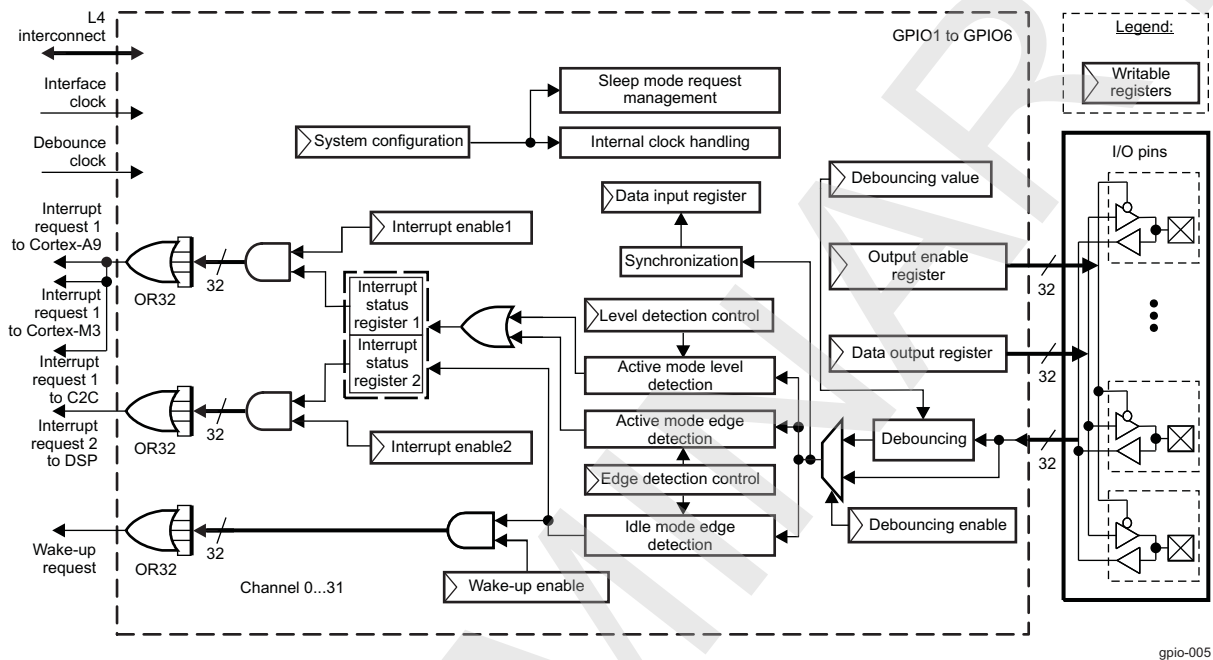 L4
interconnect
GPIO1 to GPIO6
Legend:
Writable
registers
Interface
clock
Sleep mode request
management
System configuration
Internal clock handling
Debounce
clock
I/O pins
Debouncing value
Data input register
Interrupt
request 1
to Cortex-A9
Interrupt enable1
Synchronization
Output enable
register
32
OR32
32
Interrupt
status
register 1
Interrupt
request 1
to Cortex-M3
Level detection control
Data output register
32
Interrupt
status
register 2
Active mode level
detection
Interrupt
request 1
to C2C
Interrupt
request 2
to DSP
OR32
32
Interrupt enable2
Active mode edge
detection
Debouncing
32
Edge detection control
Debouncing enable
Idle mode edge
detection
Wake-up
request
OR32
32
Channel 0...31
Wake-up enable
gpio-005
MINAR